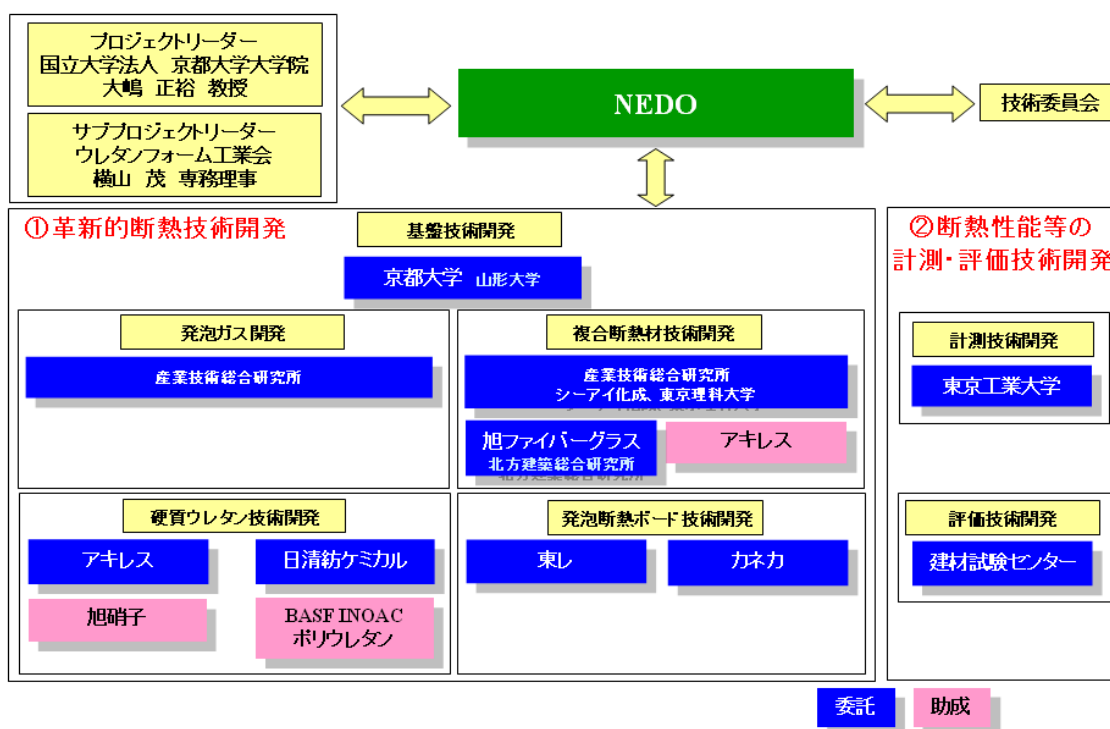 プロジェクトリーダー
国立大学法人 京都大学大学院
大嶋 正裕 教授
サブプロジェクトリーダー
ウレタンフォーム工業会
横山 茂 専務理事
NEDO
技術委員会
①革新的断熱技術開発
基盤技術開発
京都大学 山形大学
発泡ガス開発
産業技術総合研究所
複合断熱材技術開発
産業技術総合研究所
シーアイ化成、東京理科大学
旭ファイバーグラス
北方建築総合研究所
アキレス
硬質ウレタン技術開発
アキレス
日清紡ケミカル
旭硝子
BASF INOAC
ポリウレタン
発泡断熱ボード技術開発
東レ
カネカ
②断熱性能等の
計測・評価技術開発
計測技術開発
東京工業大学
評価技術開発
建材試験センター
委託
助成